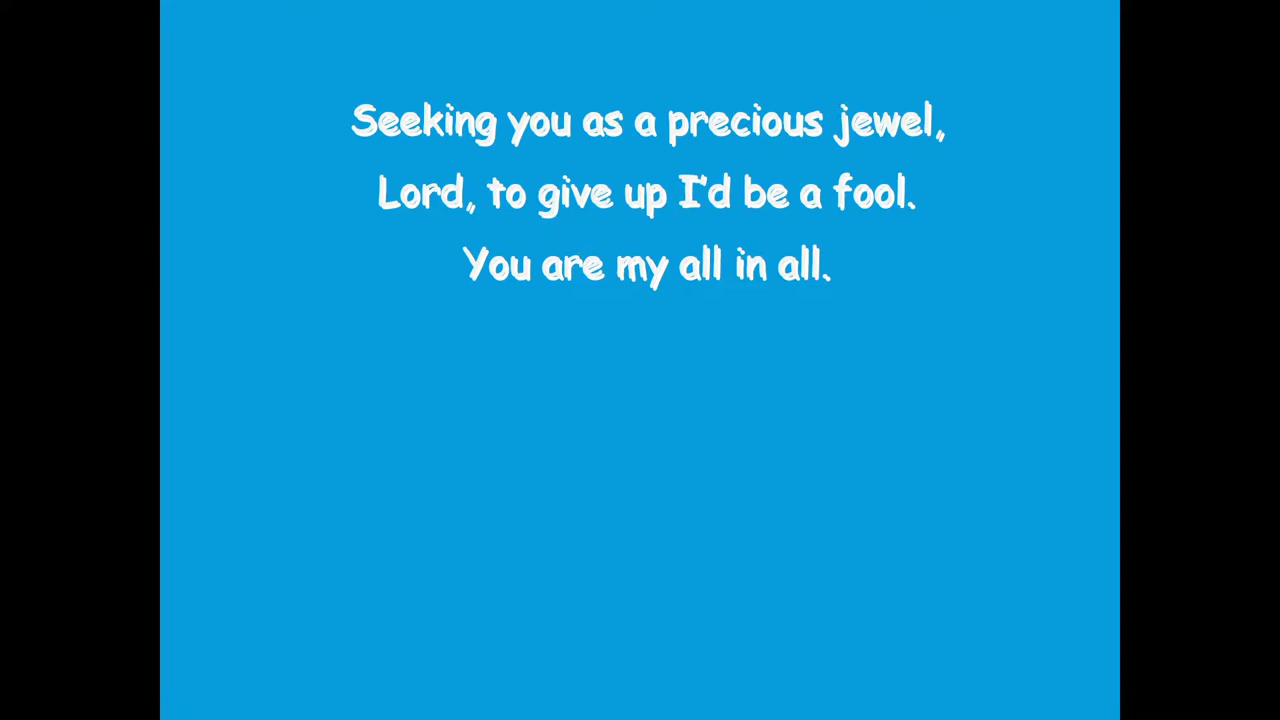 Seeking you as a precious jewel,
Lord, to give up I'd be a fool.
You are my all in all.